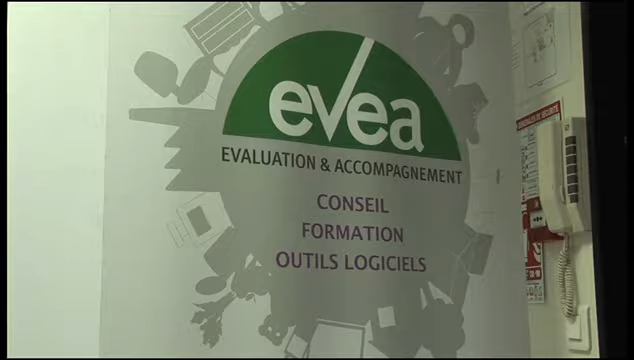 evea
EVALUATION & ACCOMPAGNEMENT
CONSEIL
FORMATION
OUTILS LOGICIELS